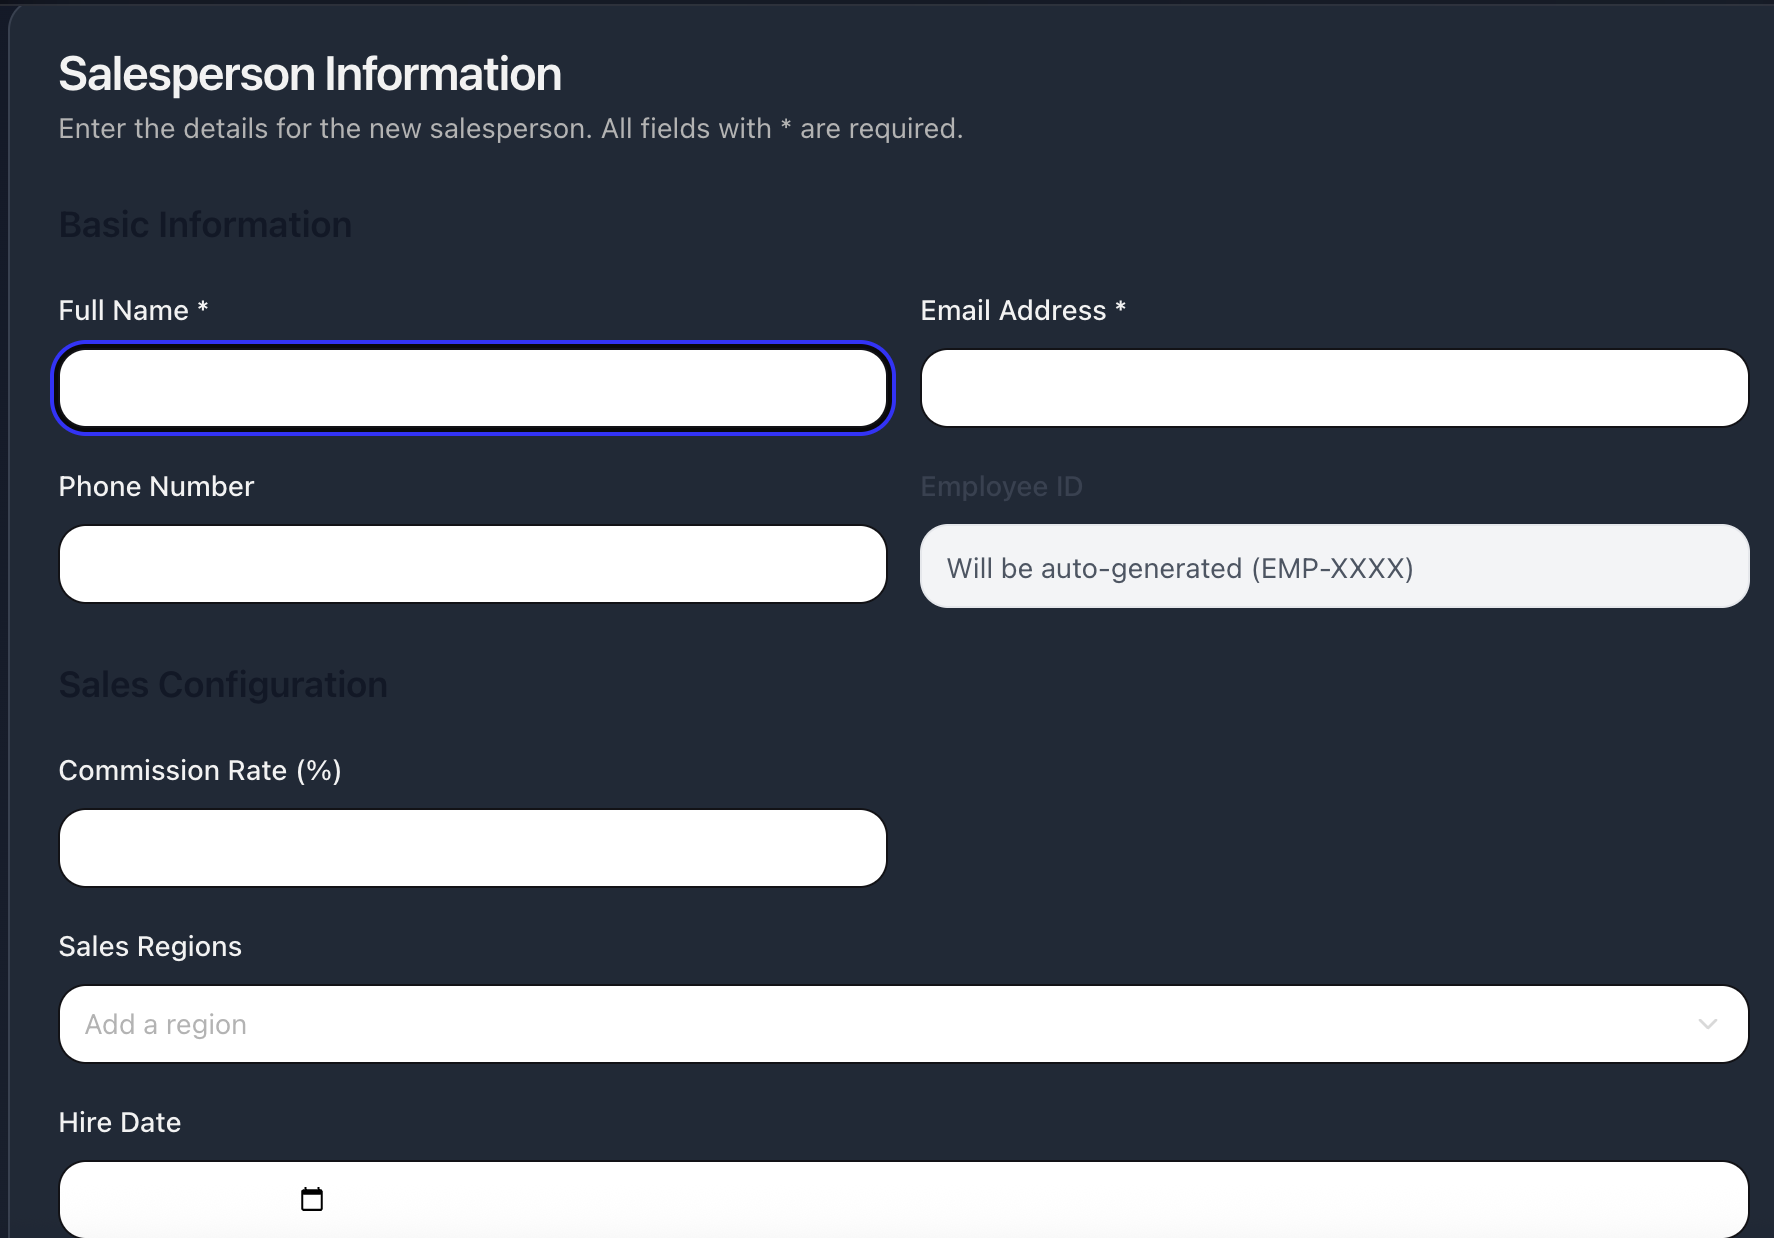 Salesperson Information
Enter the details for the new salesperson. All fields with * are required.
Basic Information
Full Name *
Email Address *
Phone Number
Employee ID
Will be auto-generated (EMP-XXXX)
Sales Configuration
Commission Rate (%)
Sales Regions
Add a region
Hire Date